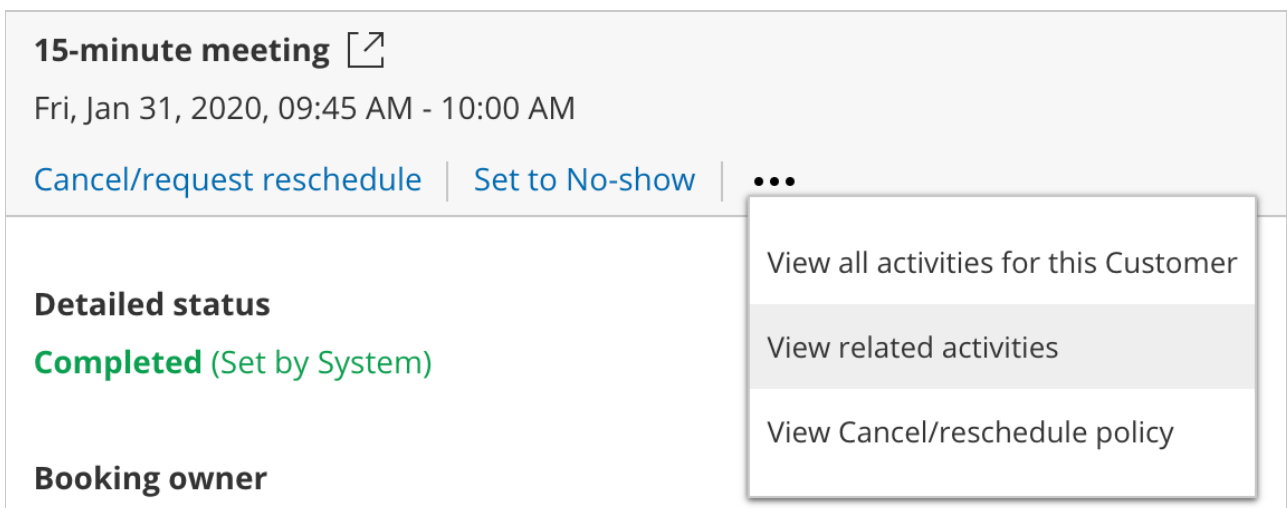 15-minute meeting
Fri, Jan 31, 2020, 09:45 AM - 10:00 AM
Cancel/request reschedule Set to No-show •••
View all activities for this Customer
View related activities
View Cancel/reschedule policy
Detailed status
Completed (Set by System)
Booking owner